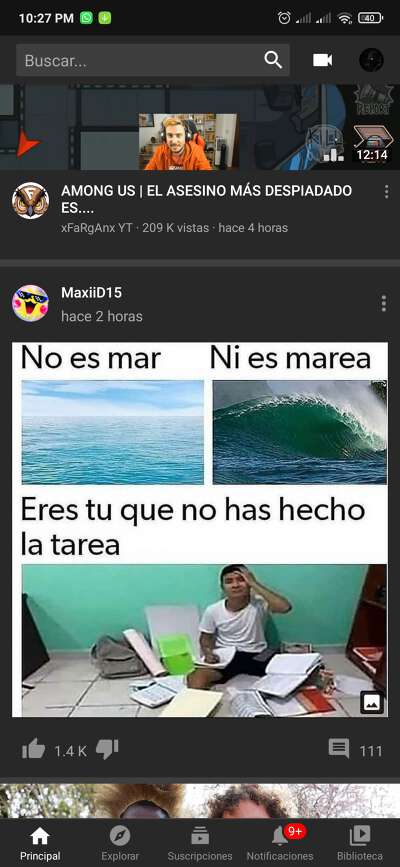 10:27 PM
40
Buscar...
REPORT
KILL
12:14
AMONG US | EL ASESINO MÁS DESPIADADO
ES....
xFaRgAnx YT · 209 K vistas · hace 4 horas
MaxiiD15
hace 2 horas
No es mar
Ni es marea
Eres tu que no has hecho
la tarea
1.4 K
111
9+
Principal
Explorar
Suscripciones
Notificaciones
Biblioteca